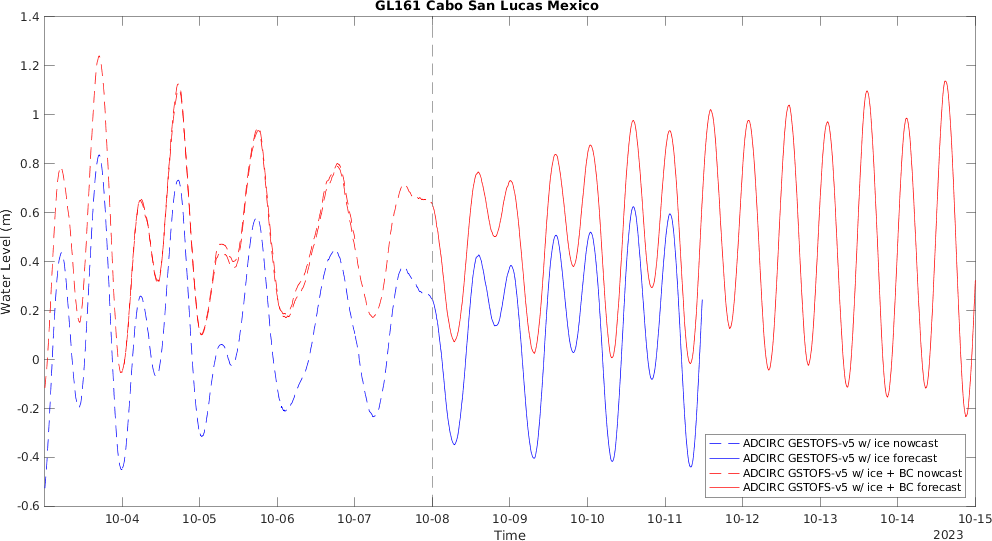 GL161 Cabo San Lucas Mexico
1.4
1.2
1
0.8
0.6
0.4
0.2
0
-0.2
-0.4
-0.6
Water Level (m)
ADCIRC GESTOFS-v5 w/ ice nowcast
ADCIRC GESTOFS-v5 w/ ice forecast
ADCIRC GSTOFS-v5 w/ ice + BC nowcast
ADCIRC GSTOFS-v5 w/ ice + BC forecast
10-04 10-05 10-06 10-07 10-08 10-09 10-10 10-11 10-12 10-13 10-14 10-15
Time
2023